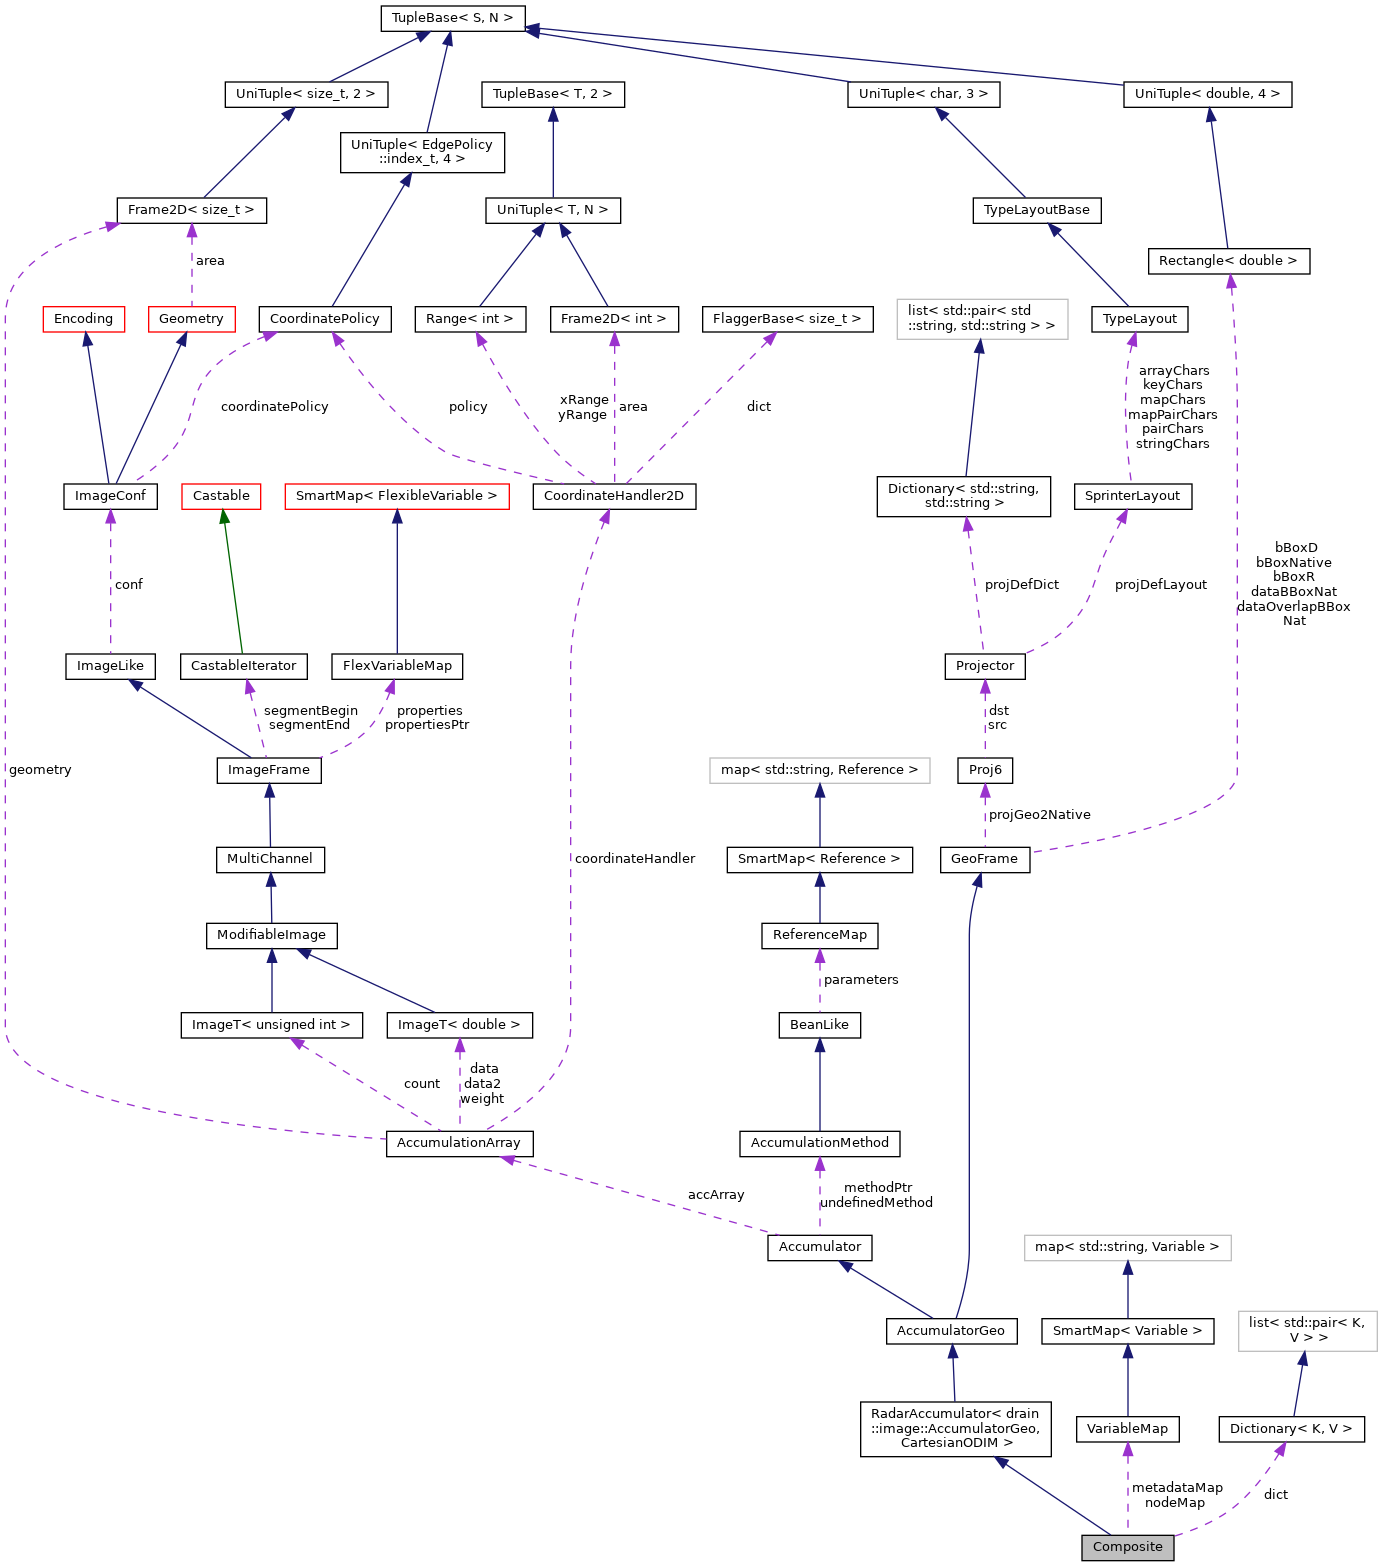 TupleBase< S, N >
UniTuple< size_t, 2 >
TupleBase< T, 2 >
UniTuple< char, 3 >
UniTuple< double, 4 >
UniTuple< EdgePolicy
::index_t, 4 >
Frame2D< size_t >
UniTuple< T, N >
TypeLayoutBase
area
Rectangle< double >
Encoding
Geometry
CoordinatePolicy
Range< int >
Frame2D< int >
FlaggerBase< size_t >
list< std::pair< std
::string, std::string > >
TypeLayout
coordinatePolicy
policy
xRange
yRange
area
dict
arrayChars
keyChars
mapChars
mapPairChars
pairChars
stringChars
ImageConf
Castable
SmartMap< FlexibleVariable >
CoordinateHandler2D
Dictionary< std::string,
std::string >
SprinterLayout
conf
projDefDict
projDefLayout
bBoxD
bBoxNative
bBoxR
dataBBoxNat
dataOverlapBBox
Nat
ImageLike
CastableIterator
FlexVariableMap
Projector
segmentBegin
segmentEnd
properties
propertiesPtr
dst
src
geometry
ImageFrame
map< std::string, Reference >
Proj6
projGeo2Native
MultiChannel
coordinateHandler
SmartMap< Reference >
GeoFrame
ModifiableImage
ReferenceMap
parameters
ImageT< unsigned int >
ImageT< double >
BeanLike
count
data
data2
weight
AccumulationArray
AccumulationMethod
accArray
methodPtr
undefinedMethod
Accumulator
map< std::string, Variable >
AccumulatorGeo
SmartMap< Variable >
list< std::pair< K,
V > >
RadarAccumulator< drain
::image::AccumulatorGeo,
CartesianODIM >
VariableMap
Dictionary< K, V >
metadataMap
nodeMap
dict
Composite